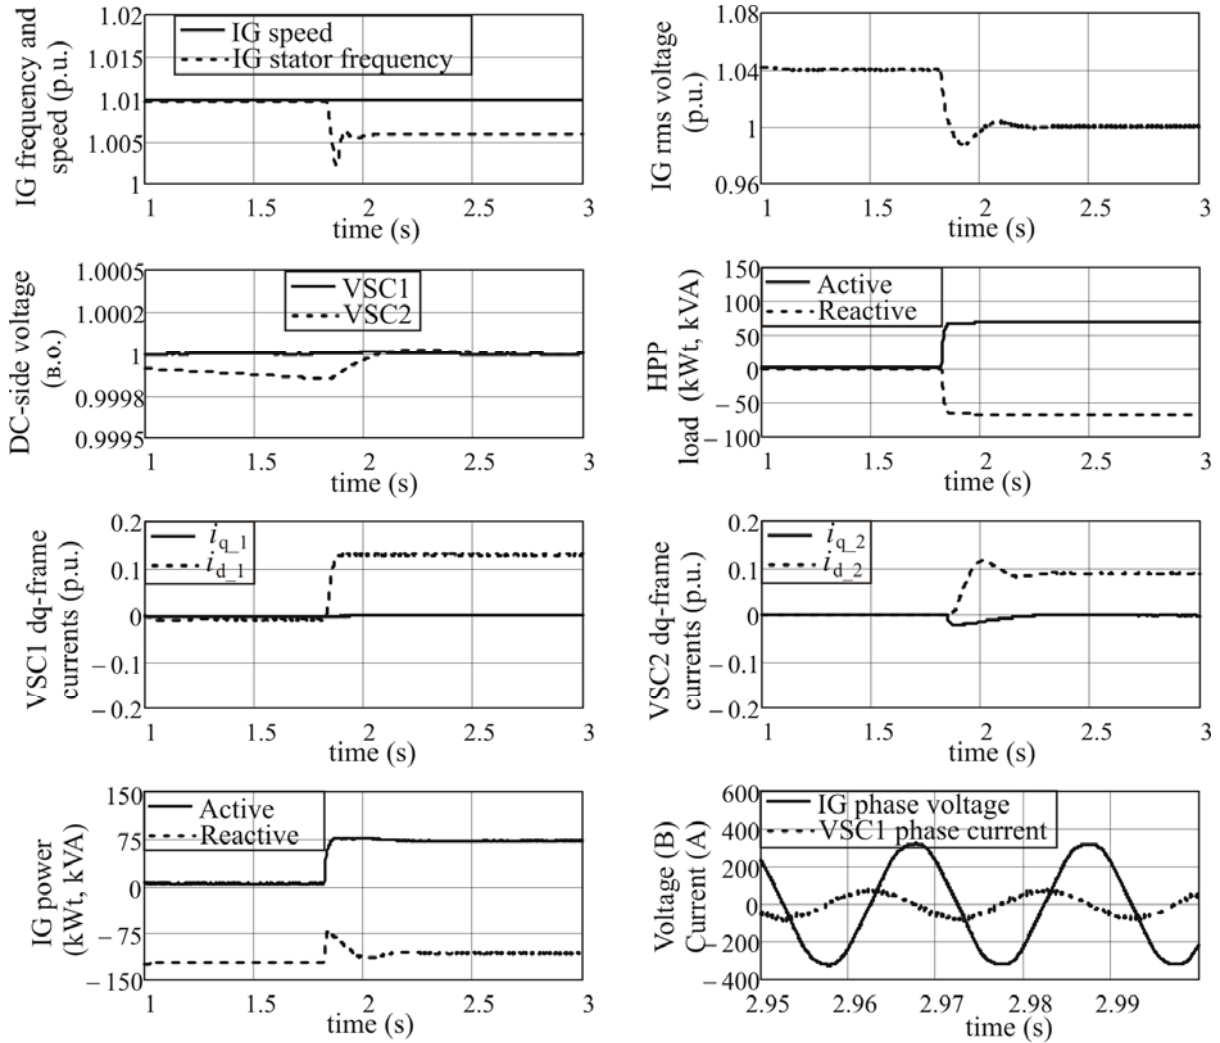 IG frequency and
speed (p.u.)
1.02
1.015
1.01
1.005
1
IG speed
IG stator frequency
1
1.5
2
2.5
3
time (s)
IG rms voltage
(p.u.)
1.08
1.04
1
0.96
1
1.5
2
2.5
3
time (s)
DC-side voltage
(в.о.)
1.0005
1.0002
1
0.9998
0.9995
VSC1
VSC2
1
1.5
2
2.5
3
time (s)
HPP
load (kWt, kVA)
150
100
50
0
−50
−100
Active
Reactive
1
1.5
2
2.5
3
time (s)
VSC1 dq-frame
currents (p.u.)
0.2
0.1
0
−0.1
−0.2
iq_1
id_1
1
1.5
2
2.5
3
time (s)
VSC2 dq-frame
currents (p.u.)
0.2
0.1
0
−0.1
−0.2
iq_2
id_2
1
1.5
2
2.5
3
time (s)
IG power
(kWt, kVA)
150
75
0
−75
−150
Active
Reactive
1
1.5
2
2.5
3
time (s)
Voltage (B)
Current (A)
600
400
200
0
−200
−400
IG phase voltage
VSC1 phase current
2.95
2.96
2.97
2.98
2.99
time (s)